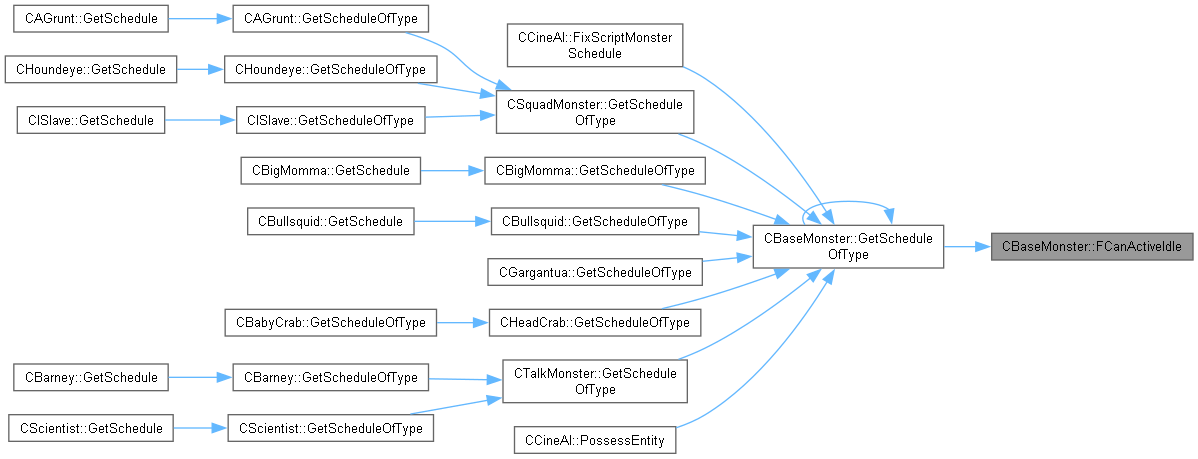 CAGrunt::GetSchedule
CAGrunt::GetScheduleOfType
CCineAI::FixScriptMonster
Schedule
CHoundeye::GetSchedule
CHoundeye::GetScheduleOfType
CSquadMonster::GetSchedule
OfType
CISlave::GetSchedule
CISlave::GetScheduleOfType
CBigMomma::GetSchedule
CBigMomma::GetScheduleOfType
CBullsquid::GetSchedule
CBullsquid::GetScheduleOfType
CBaseMonster::GetSchedule
OfType
CBaseMonster::FCanActiveIdle
CGargantua::GetScheduleOfType
CBabyCrab::GetScheduleOfType
CHeadCrab::GetScheduleOfType
CBarney::GetSchedule
CBarney::GetScheduleOfType
CTalkMonster::GetSchedule
OfType
CScientist::GetSchedule
CScientist::GetScheduleOfType
CCineAI::PossessEntity